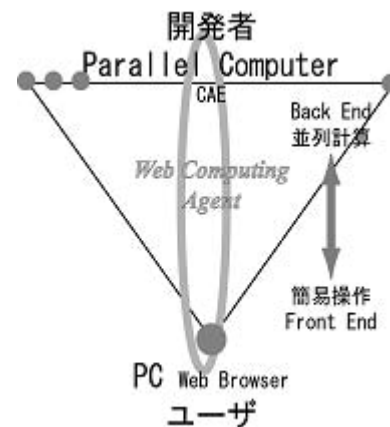 開発者
Parallel Computer
CAE
Back End
並列計算
Web Computing
Agent
簡易操作
Front End
PC Web Browser
ユーザ